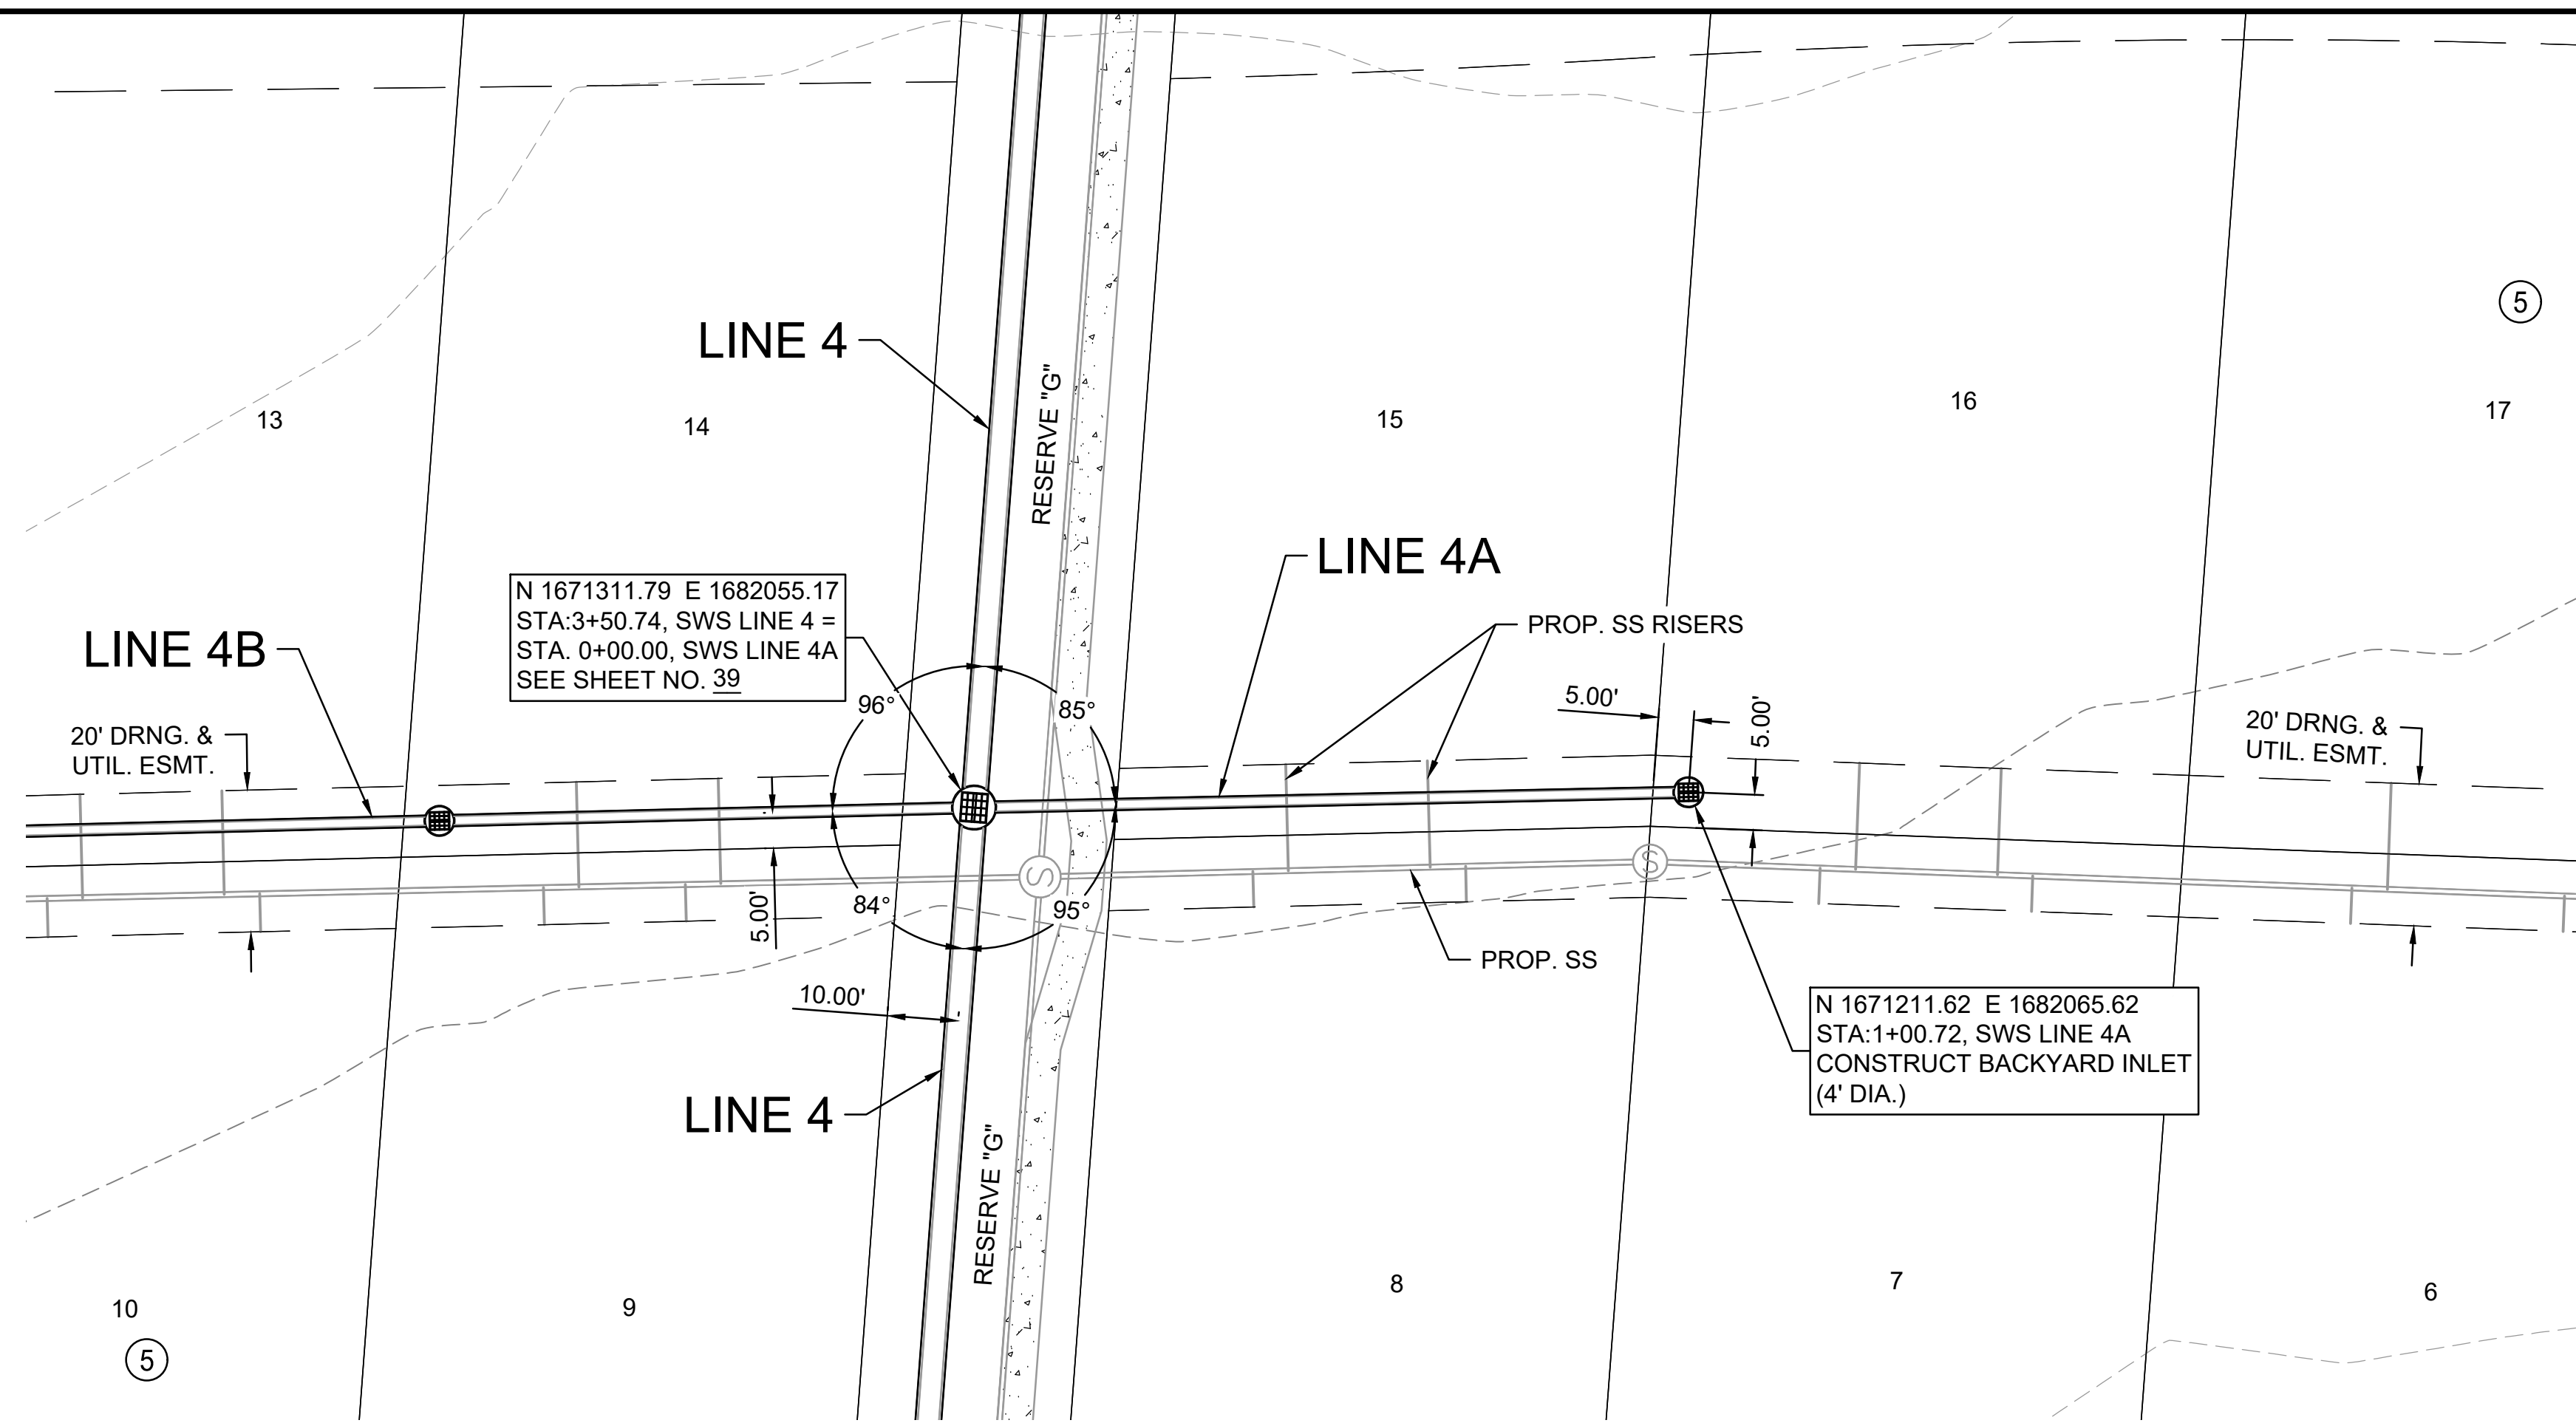 5
LINE 4
RESERVE "G"
13
14
15
16
17
LINE 4A
N 1671311.79 E 1682055.17
STA:3+50.74, SWS LINE 4 =
STA. 0+00.00, SWS LINE 4A
SEE SHEET NO. 39
LINE 4B
PROP. SS RISERS
96°
85°
5.00'
5.00'
20' DRNG. &
UTIL. ESMT.
20' DRNG. &
UTIL. ESMT.
S
S
84°
95°
5.00'
PROP. SS
10.00'
N 1671211.62 E 1682065.62
STA:1+00.72, SWS LINE 4A
CONSTRUCT BACKYARD INLET
(4' DIA.)
LINE 4
RESERVE "G"
10
9
8
7
6
5